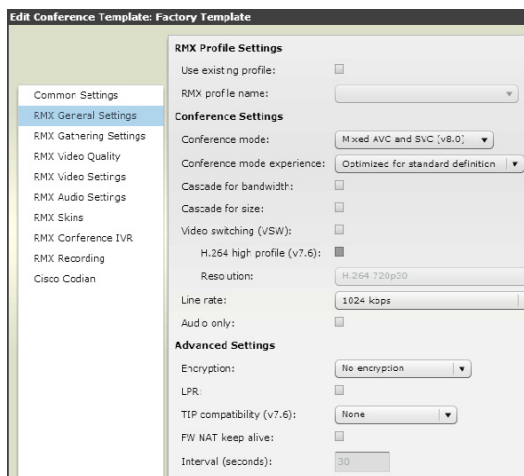 Edit Conference Template: Factory Template
Common Settings
RMX General Settings
RMX Gathering Settings
RMX Video Quality
RMX Video Settings
RMX Audio Settings
RMX Skins
RMX Conference IVR
RMX Recording
Cisco Codian
RMX Profile Settings
Use existing profile:
RMX profile name:
Conference Settings
Conference mode: Mixed AVC and SVC (v8.0)
Conference mode experience: Optimized for standard definition
Cascade for bandwidth:
Cascade for size:
Video switching (VSW):
H.264 high profile (v7.6):
Resolution: H.264 720p30
Line rate: 1024 kbps
Audio only:
Advanced Settings
Encryption: No encryption
LPR:
TIP compatibility (v7.6): None
FW NAT keep alive:
Interval (seconds): 30